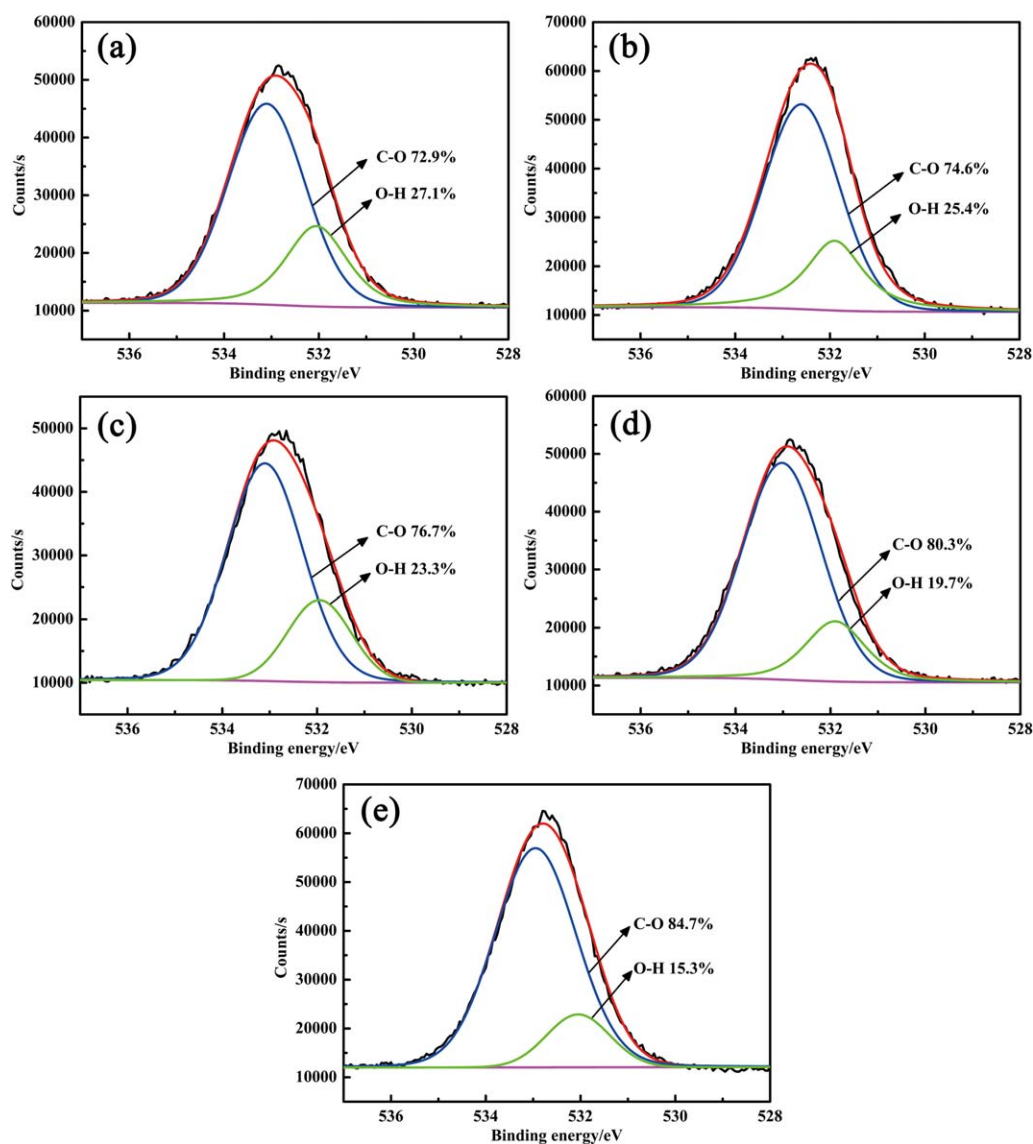 (a)
60000
50000
40000
30000
20000
10000
Counts/s
C-O 72.9%
O-H 27.1%
536 534 532 530 528
Binding energy/eV
(b)
70000
60000
50000
40000
30000
20000
10000
Counts/s
C-O 74.6%
O-H 25.4%
536 534 532 530 528
Binding energy/eV
(c)
50000
40000
30000
20000
10000
Counts/s
C-O 76.7%
O-H 23.3%
536 534 532 530 528
Binding energy/eV
(d)
60000
50000
40000
30000
20000
10000
Counts/s
C-O 80.3%
O-H 19.7%
536 534 532 530 528
Binding energy/eV
(e)
70000
60000
50000
40000
30000
20000
10000
Counts/s
C-O 84.7%
O-H 15.3%
536 534 532 530 528
Binding energy/eV